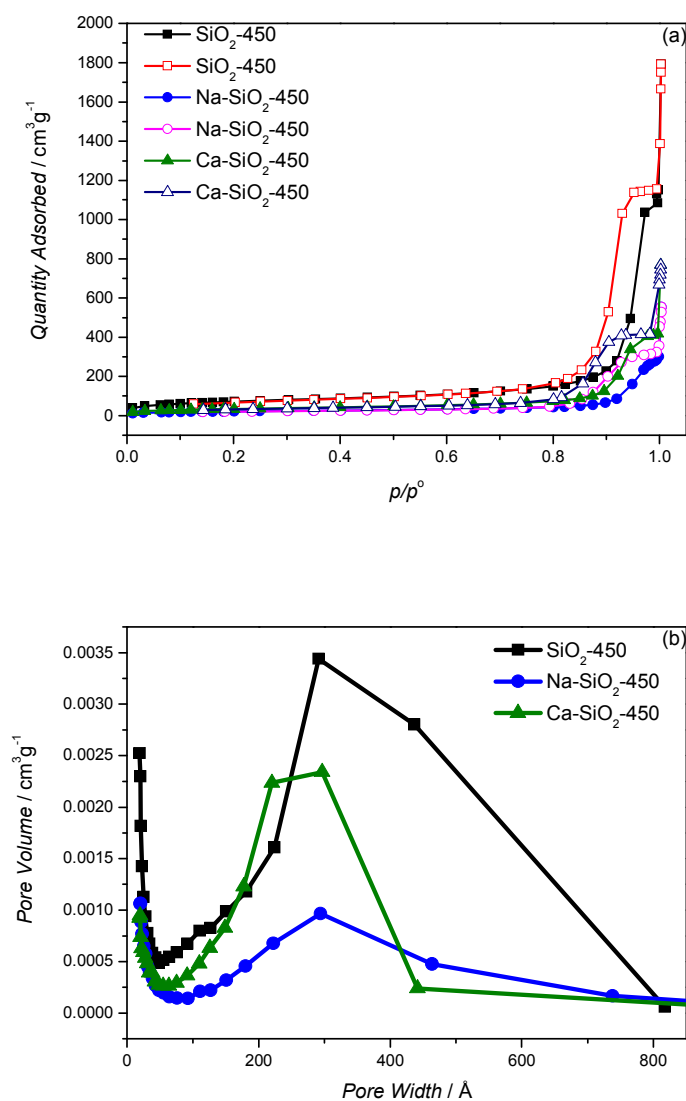 (a)
2000
1800
1600
1400
1200
1000
800
600
400
200
0
Quantity Adsorbed / cm³g⁻¹
SiO₂-450
SiO₂-450
Na-SiO₂-450
Na-SiO₂-450
Ca-SiO₂-450
Ca-SiO₂-450
0.0 0.2 0.4 0.6 0.8 1.0
p/p°
(b)
0.0035
0.0030
0.0025
0.0020
0.0015
0.0010
0.0005
0.0000
Pore Volume / cm³g⁻¹
SiO₂-450
Na-SiO₂-450
Ca-SiO₂-450
0 200 400 600 800
Pore Width / Å